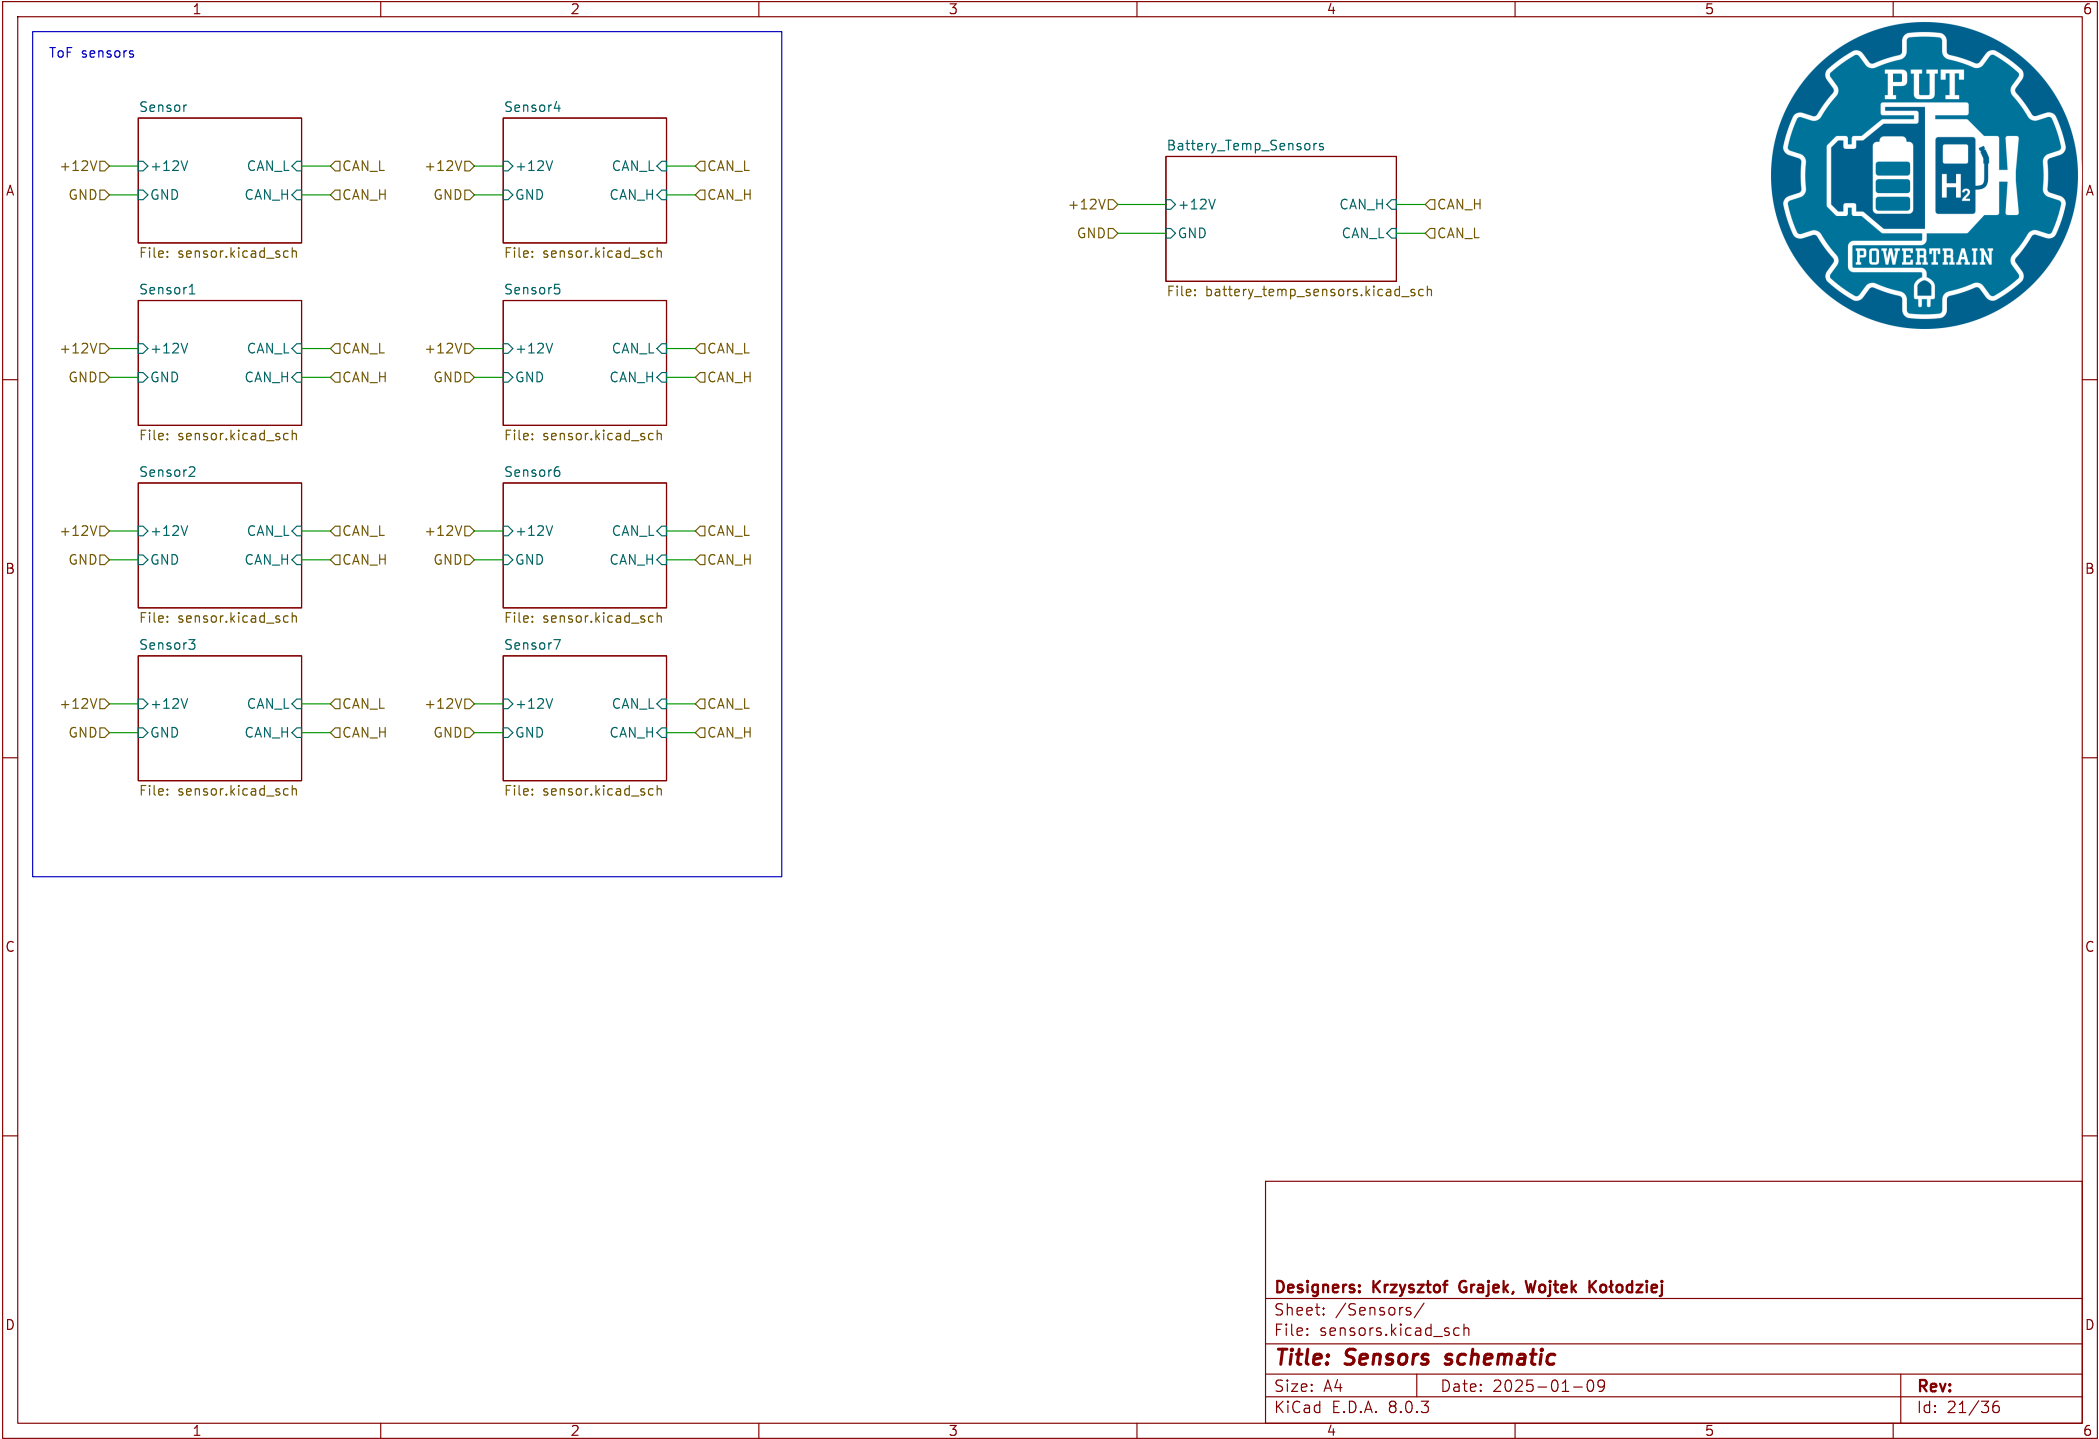 1 2 3 4 5 6
ToF sensors
Sensor
+12V +12V CAN_L CAN_L
GND GND CAN_H CAN_H
File: sensor.kicad_sch
Sensor4
+12V +12V CAN_L CAN_L
GND GND CAN_H CAN_H
File: sensor.kicad_sch
Battery_Temp_Sensors
+12V +12V CAN_H CAN_H
GND GND CAN_L CAN_L
File: battery_temp_sensors.kicad_sch
PUT
H2
POWERTRAIN
A A
Sensor1
+12V +12V CAN_L CAN_L
GND GND CAN_H CAN_H
File: sensor.kicad_sch
Sensor5
+12V +12V CAN_L CAN_L
GND GND CAN_H CAN_H
File: sensor.kicad_sch
Sensor2
+12V +12V CAN_L CAN_L
GND GND CAN_H CAN_H
File: sensor.kicad_sch
Sensor6
+12V +12V CAN_L CAN_L
GND GND CAN_H CAN_H
File: sensor.kicad_sch
B B
Sensor3
+12V +12V CAN_L CAN_L
GND GND CAN_H CAN_H
File: sensor.kicad_sch
Sensor7
+12V +12V CAN_L CAN_L
GND GND CAN_H CAN_H
File: sensor.kicad_sch
C C
Designers: Krzysztof Grajek, Wojtek Kołodziej
Sheet: /Sensors/
File: sensors.kicad_sch
D D
Title: Sensors schematic
Size: A4 Date: 2025-01-09 Rev:
KiCad E.D.A. 8.0.3 Id: 21/36
1 2 3 4 5 6